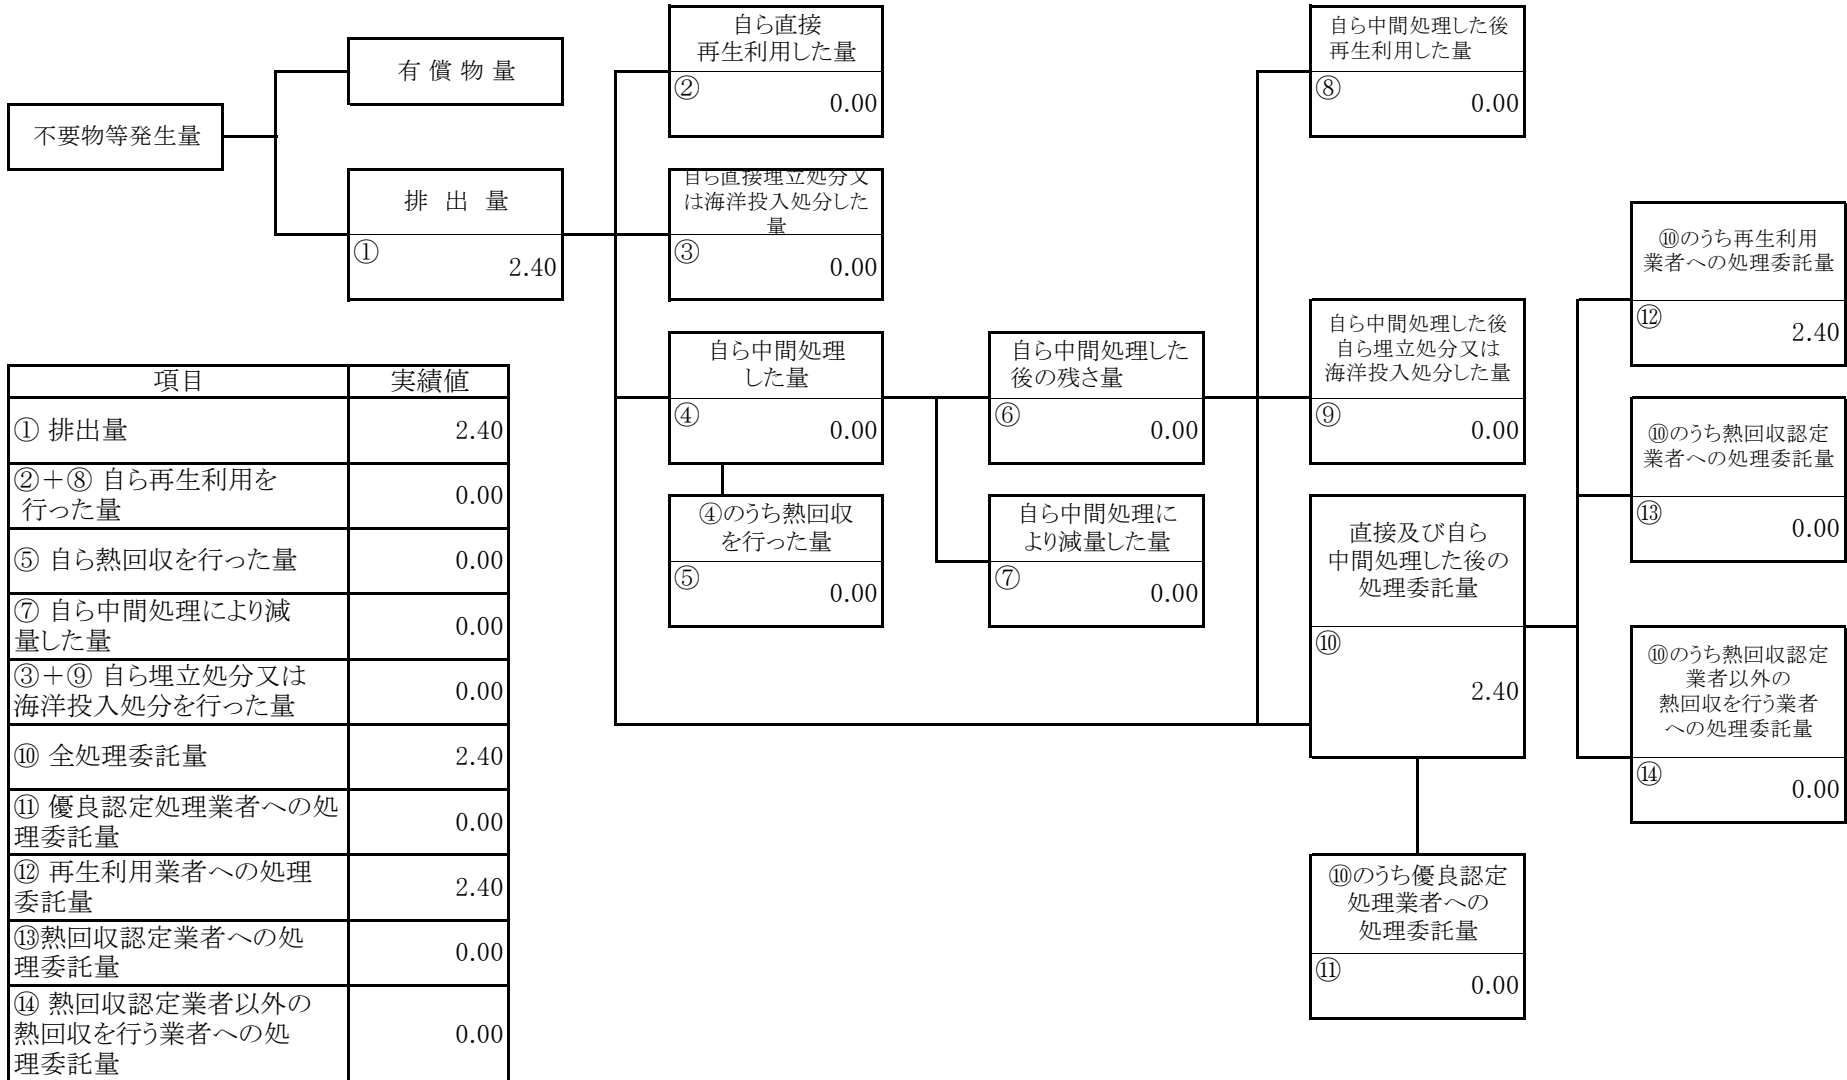 自ら直接
再生利用した量
②
0.00
自ら中間処理した後
再生利用した量
⑧
0.00
有 償 物 量
不要物等発生量
排 出 量
①
2.40
自ら直接埋立処分又
は海洋投入処分した
量
③
0.00
⑩のうち再生利用
業者への処理委託量
⑫
2.40
自ら中間処理
した量
④
0.00
自ら中間処理した
後の残さ量
⑥
0.00
自ら中間処理した後
自ら埋立処分又は
海洋投入処分した量
⑨
0.00
⑩のうち熱回収認定
業者への処理委託量
⑬
0.00
④のうち熱回収
を行った量
⑤
0.00
自ら中間処理に
より減量した量
⑦
0.00
直接及び自ら
中間処理した後の
処理委託量
⑩
2.40
⑩のうち熱回収認定
業者以外の
熱回収を行う業者
への処理委託量
⑭
0.00
⑩のうち優良認定
処理業者への
処理委託量
⑪
0.00
項目 実績値
① 排出量 2.40
②+⑧ 自ら再生利用を
行った量 0.00
⑤ 自ら熱回収を行った量 0.00
⑦ 自ら中間処理により減
量した量 0.00
③+⑨ 自ら埋立処分又は
海洋投入処分を行った量 0.00
⑩ 全処理委託量 2.40
⑪ 優良認定処理業者への処
理委託量 0.00
⑫ 再生利用業者への処理
委託量 2.40
⑬熱回収認定業者への処
理委託量 0.00
⑭ 熱回収認定業者以外の
熱回収を行う業者への処
理委託量 0.00